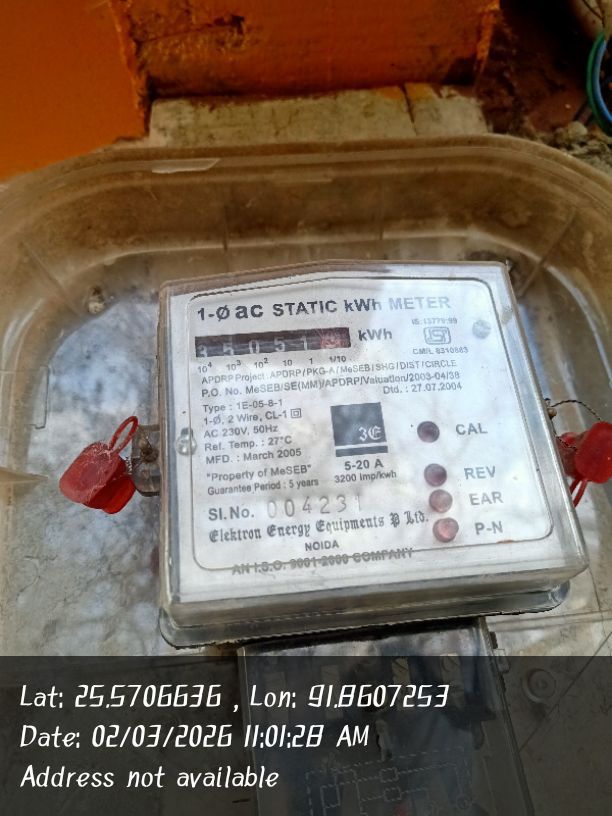 1-Ø ac STATIC kWh METER
IS:13779:99
35051 kWh
CM/L 8310883
10⁴ 10³ 10² 10 1 1/10
APDRP Project : APDRP / PKG-A / MeSEB / SHG / DIST / CIRCLE
P.O. No. MeSEB/SE(MM)/APDRP/Valuation/2003-04/38
Dtd. : 27.07.2004
Type : 1E-05-8-1
1-Ø, 2 Wire, CL-1
AC 230V, 50Hz
Ref. Temp. : 27°C
MFD. : March 2005
"Property of MeSEB"
Guarantee Period : 5 years
5-20 A
3200 imp/kwh
CAL
REV
EAR
P-N
Sl. No. 004231
Elektron Energy Equipments P Ltd.
NOIDA
AN I.S.O. 9001-2000 COMPANY
Lat: 25.5706636 , Lon: 91.8607253
Date: 02/03/2026 11:01:28 AM
Address not available